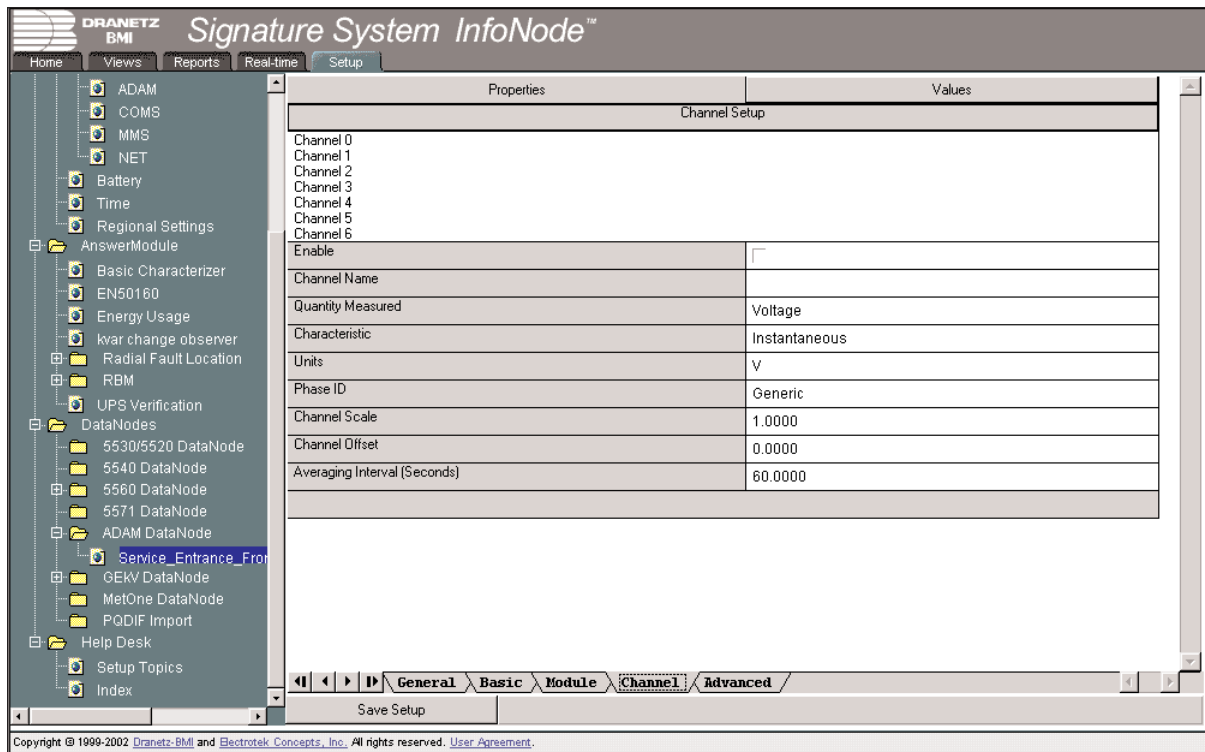 DRANETZ
BMI
Signature System InfoNode™
Home
Views
Reports
Real-time
Setup
ADAM
COMS
MMS
NET
Battery
Time
Regional Settings
AnswerModule
Basic Characterizer
EN50160
Energy Usage
kvar change observer
Radial Fault Location
RBM
UPS Verification
DataNodes
5530/5520 DataNode
5540 DataNode
5560 DataNode
5571 DataNode
ADAM DataNode
Service_Entrance_Fron
GEkV DataNode
MetOne DataNode
PQDIF Import
Help Desk
Setup Topics
Index
Properties Values
Channel Setup
Channel 0
Channel 1
Channel 2
Channel 3
Channel 4
Channel 5
Channel 6
Enable
Channel Name
Quantity Measured Voltage
Characteristic Instantaneous
Units V
Phase ID Generic
Channel Scale 1.0000
Channel Offset 0.0000
Averaging Interval (Seconds) 60.0000
General Basic Module Channel Advanced
Save Setup
Copyright © 1999-2002 Dranetz-BMI and Electrotek Concepts, Inc. All rights reserved. User Agreement.